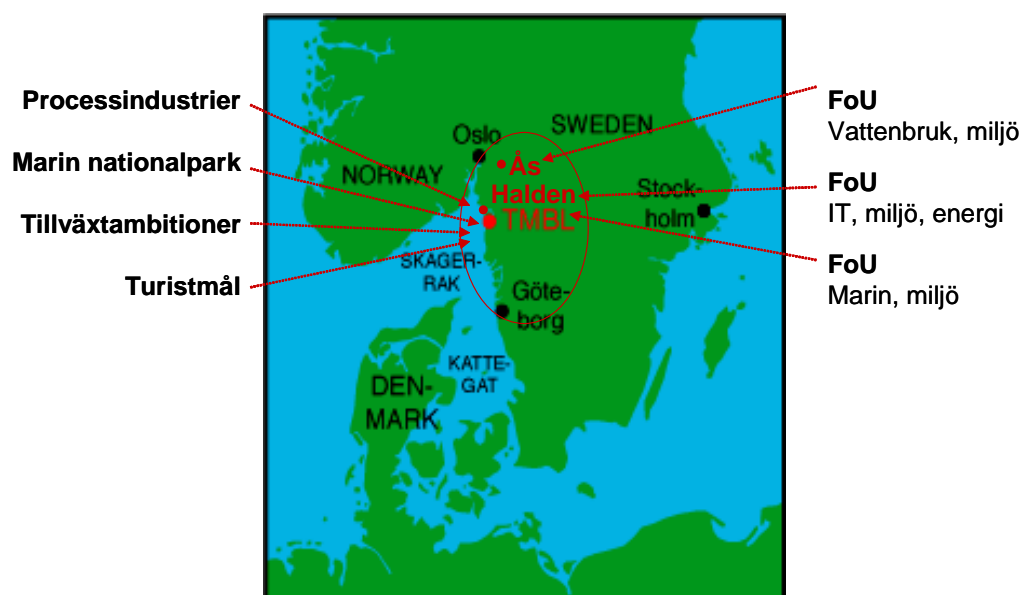 Processindustrier
Marin nationalpark
Tillväxtambitioner
Turistmål
Oslo
SWEDEN
NORWAY
Ås
Halden
TMBL
Stock-
holm
SKAGER-
RAK
Göte-
borg
KATTE-
GAT
DEN-
MARK
FoU
Vattenbruk, miljö
FoU
IT, miljö, energi
FoU
Marin, miljö